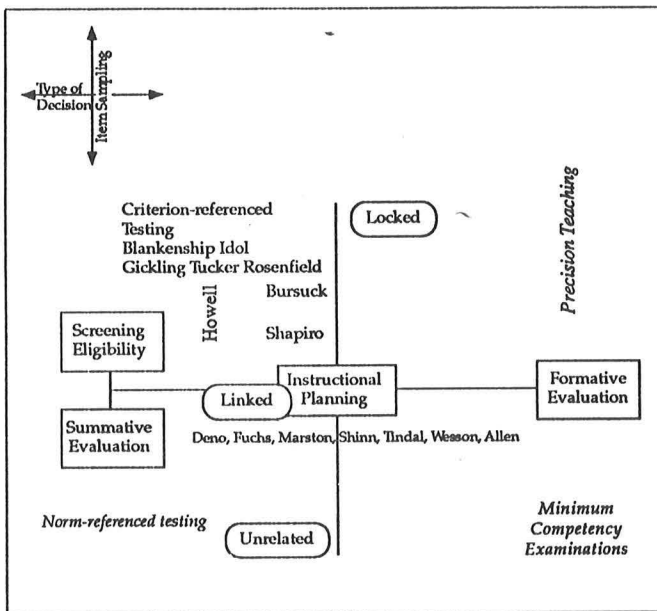 Type of
Decision
Item Sampling
Criterion-referenced
Testing
Blankenship Idol
Gickling Tucker Rosenfield
Locked
Precision Teaching
Howell
Bursuck
Shapiro
Screening
Eligibility
Linked
Instructional
Planning
Formative
Evaluation
Summative
Evaluation
Deno, Fuchs, Marston, Shinn, Tindal, Wesson, Allen
Norm-referenced testing
Unrelated
Minimum
Competency
Examinations